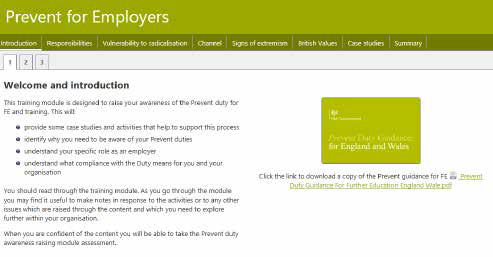 Prevent for Employers
Introduction Responsibilities Vulnerability to radicalisation Channel Signs of extremism British Values Case studies Summary
1 2 3
Welcome and introduction
This training module is designed to raise your awareness of the Prevent duty for
FE and training. This will:
provide some case studies and activities that help to support this process
identify why you need to be aware of your Prevent duties
understand your specific role as an employer
understand what compliance with the Duty means for you and your
organisation
You should read through the training module. As you go through the module
you may find it useful to make notes in response to the activities or to any other
issues which are raised through the content and which you need to explore
further within your organisation.
When you are confident of the content you will be able to take the Prevent duty
awareness raising module assessment.
HM Government
Prevent Duty Guidance:
for England and Wales
Click the link to download a copy of the Prevent guidance for FE Prevent
Duty Guidance For Further Education England Wale.pdf